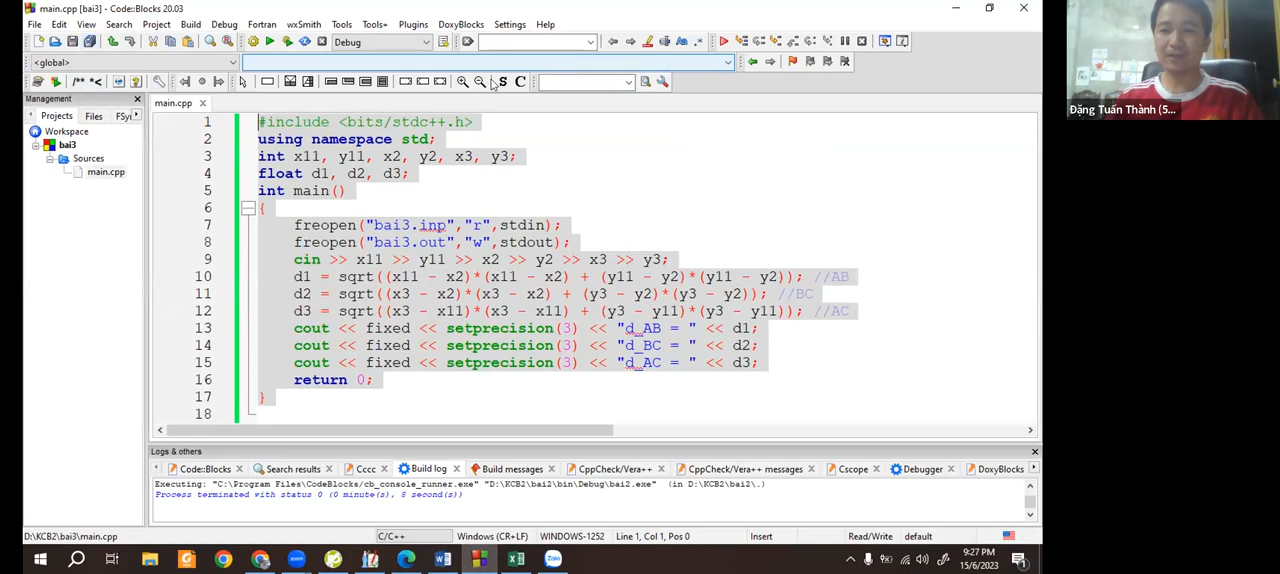 main.cpp [bai3] - Code::Blocks 20.03
File Edit View Search Project Build Debug Fortran wxSmith Tools Tools+ Plugins DoxyBlocks Settings Help
Debug
<global>
/** *<
S C
Management
Projects Files FSy
Workspace
bai3
Sources
main.cpp
main.cpp
1 #include <bits/stdc++.h>
2 using namespace std;
3 int x11, y11, x2, y2, x3, y3;
4 float d1, d2, d3;
5 int main()
6 {
7 freopen("bai3.inp","r",stdin);
8 freopen("bai3.out","w",stdout);
9 cin >> x11 >> y11 >> x2 >> y2 >> x3 >> y3;
10 d1 = sqrt((x11 - x2)*(x11 - x2) + (y11 - y2)*(y11 - y2)); //AB
11 d2 = sqrt((x3 - x2)*(x3 - x2) + (y3 - y2)*(y3 - y2)); //BC
12 d3 = sqrt((x3 - x11)*(x3 - x11) + (y3 - y11)*(y3 - y11)); //AC
13 cout << fixed << setprecision(3) << "d_AB = " << d1;
14 cout << fixed << setprecision(3) << "d_BC = " << d2;
15 cout << fixed << setprecision(3) << "d_AC = " << d3;
16 return 0;
17 }
18
Logs & others
Code::Blocks Search results Cccc Build log Build messages CppCheck/Vera++ CppCheck/Vera++ messages Cscope Debugger DoxyBlocks
Executing: "C:\Program Files\CodeBlocks/cb_console_runner.exe" "D:\KCB2\bai2\bin\Debug\bai2.exe" (in D:\KCB2\bai2\.)
Process terminated with status 0 (0 minute(s), 8 second(s))
D:\KCB2\bai3\main.cpp C/C++ Windows (CR+LF) WINDOWS-1252 Line 1, Col 1, Pos 0 Insert Read/Write default
zoom
Zalo
9:27 PM
15/6/2023
1
Đặng Tuấn Thành (5...